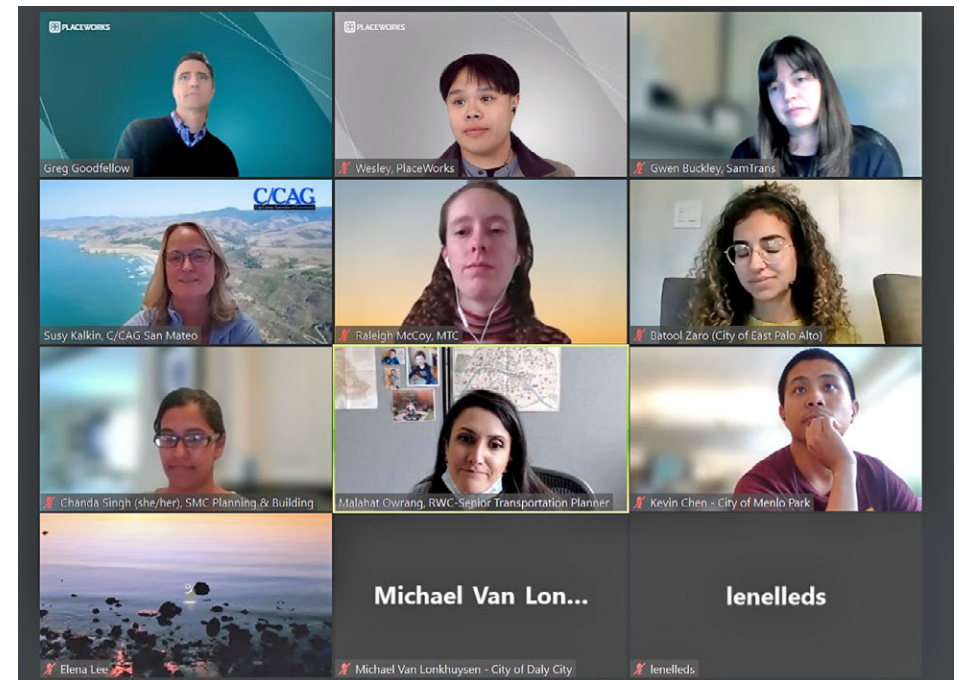 PLACEWORKS
PLACEWORKS
Greg Goodfellow
Wesley, PlaceWorks
Gwen Buckley, SamTrans
C/CAG
Susy Kalkin, C/CAG San Mateo
Raleigh McCoy, MTC
Batool Zaro (City of East Palo Alto)
Chanda Singh (she/her), SMC Planning & Building
Malahat Owrang, RWC-Senior Transportation Planner
Kevin Chen - City of Menlo Park
Michael Van Lon...
lenelleds
Elena Lee
Michael Van Lonkhuysen - City of Daly City
lenelleds